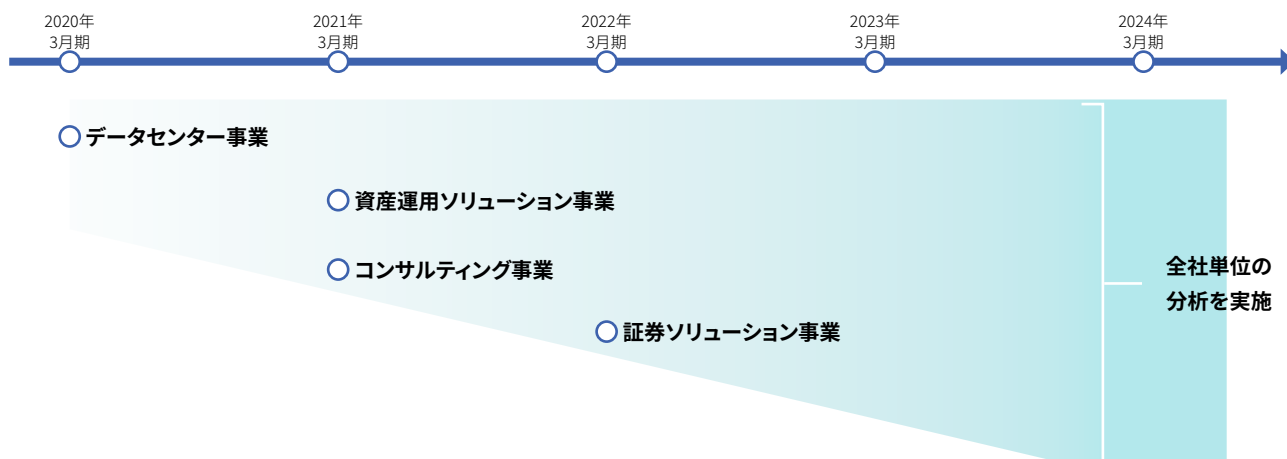 2020年
3月期
2021年
3月期
2022年
3月期
2023年
3月期
2024年
3月期
データセンター事業
資産運用ソリューション事業
コンサルティング事業
証券ソリューション事業
全社単位の
分析を実施